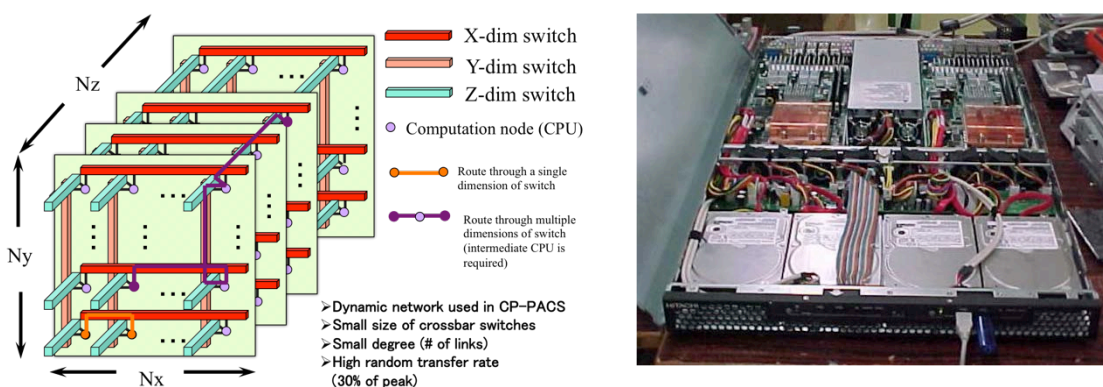 Nz
Ny
Nx
X-dim switch
Y-dim switch
Z-dim switch
Computation node (CPU)
Route through a single
dimension of switch
Route through multiple
dimensions of switch
(intermediate CPU is
required)
➢Dynamic network used in CP-PACS
➢Small size of crossbar switches
➢Small degree (# of links)
➢High random transfer rate
(30% of peak)
HITACHI